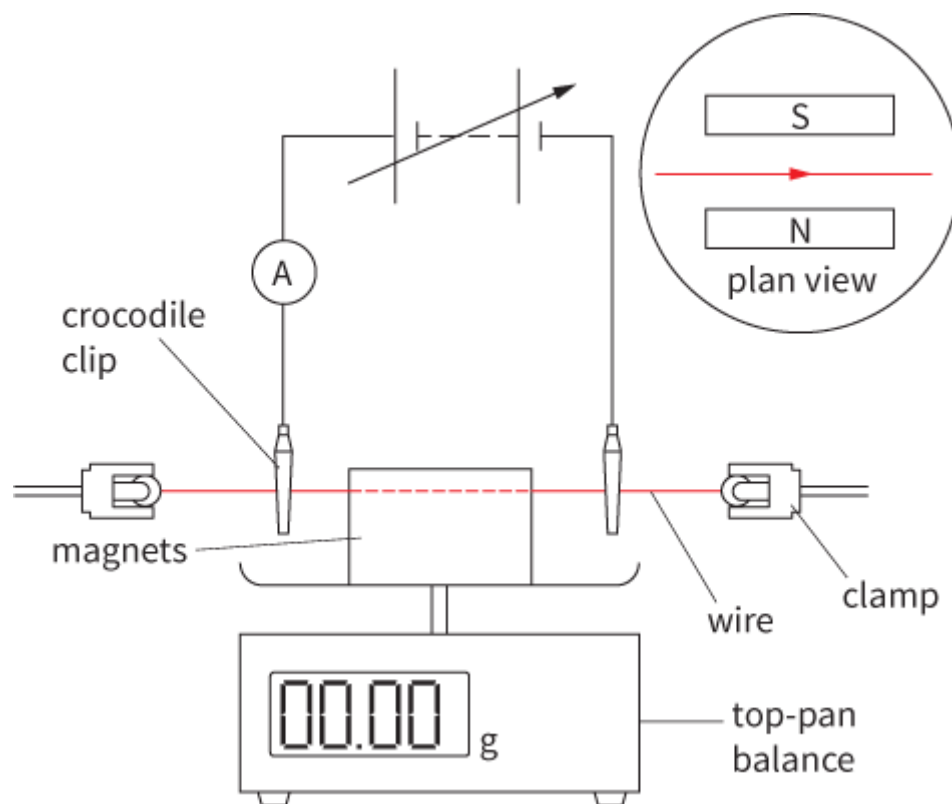 S
N
plan view
A
crocodile
clip
magnets
wire
clamp
00.00 g
top-pan
balance